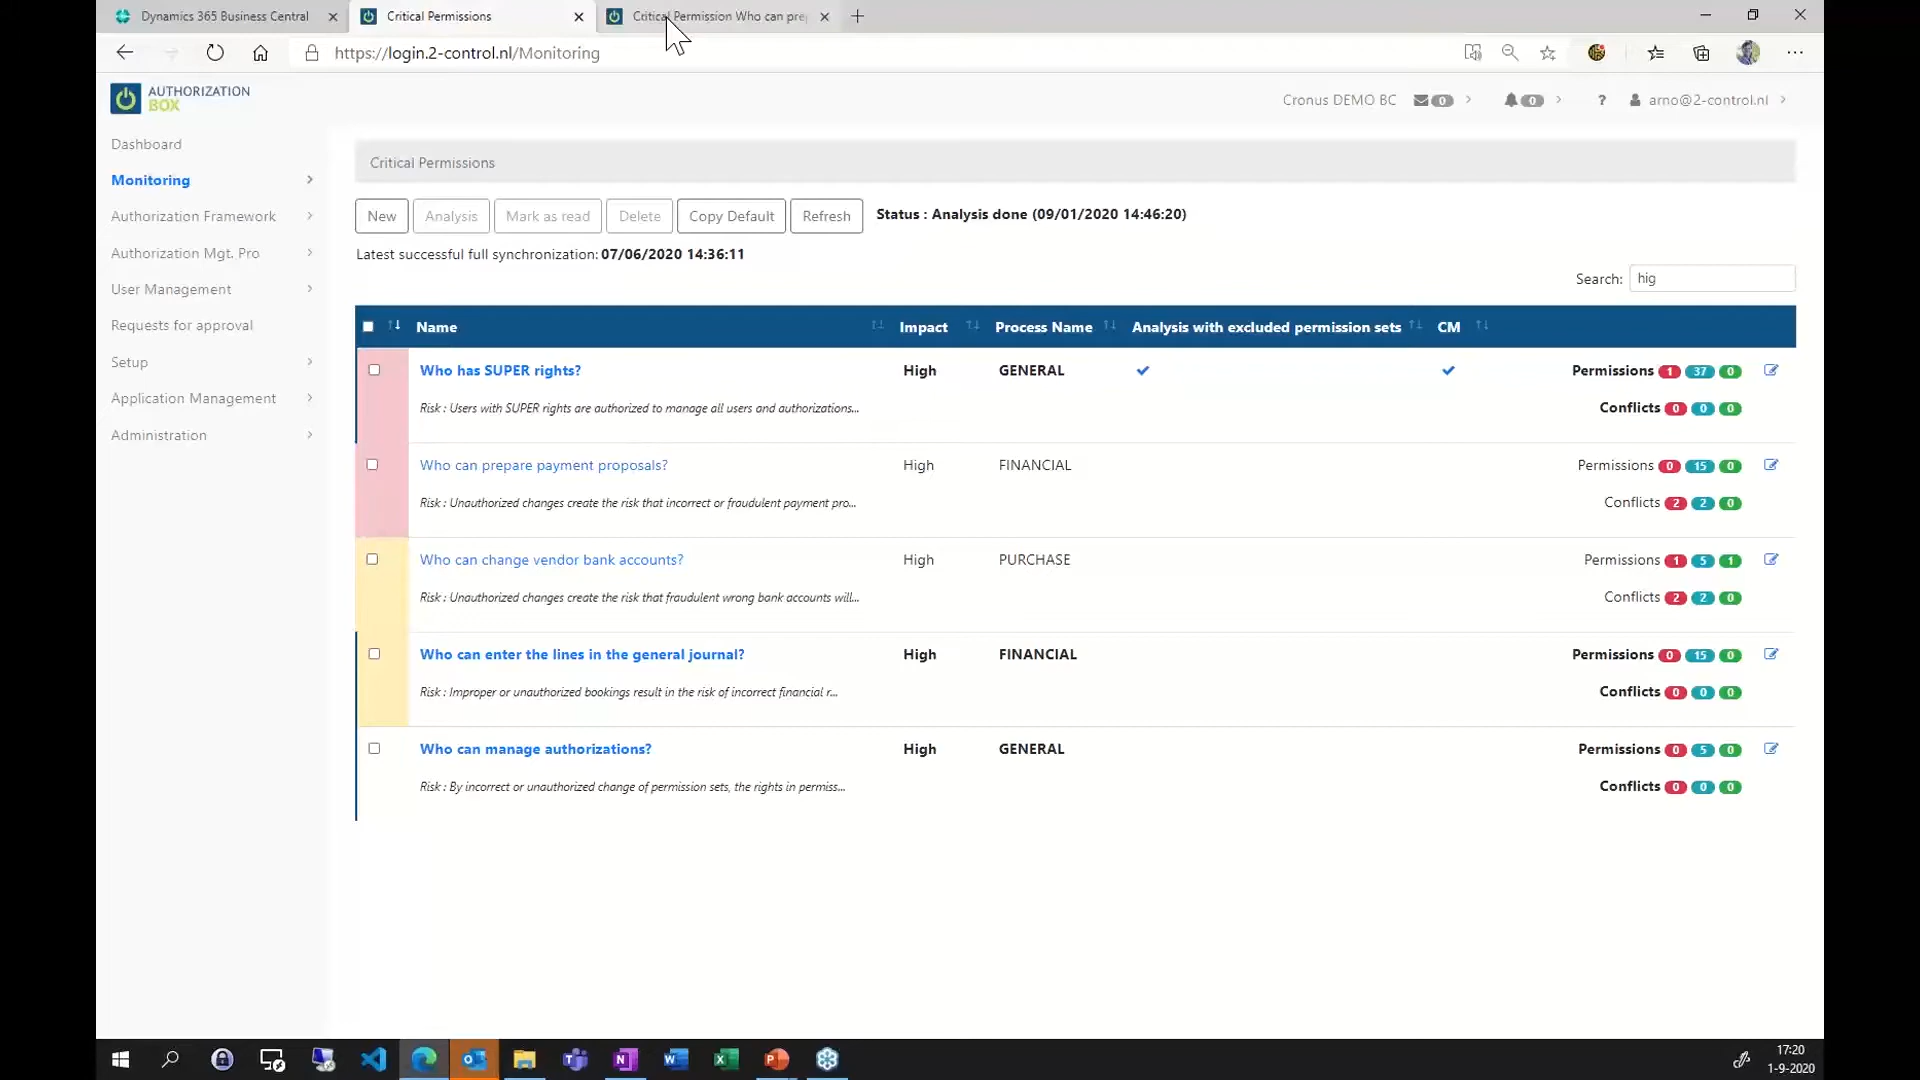 Dynamics 365 Business Central
Critical Permissions
Critical Permission Who can pre
https://login.2-control.nl/Monitoring
AUTHORIZATION
BOX
Cronus DEMO BC 0 0 ? arno@2-control.nl
Dashboard
Monitoring
Authorization Framework
Authorization Mgt. Pro
User Management
Requests for approval
Setup
Application Management
Administration
Critical Permissions
New Analysis Mark as read Delete Copy Default Refresh Status : Analysis done (09/01/2020 14:46:20)
Latest successful full synchronization: 07/06/2020 14:36:11
Search: hig
Name Impact Process Name Analysis with excluded permission sets CM
Who has SUPER rights? High GENERAL Permissions 1 37 0
Risk : Users with SUPER rights are authorized to manage all users and authorizations... Conflicts 0 0 0
Who can prepare payment proposals? High FINANCIAL Permissions 0 15 0
Risk : Unauthorized changes create the risk that incorrect or fraudulent payment pro... Conflicts 2 2 0
Who can change vendor bank accounts? High PURCHASE Permissions 1 5 1
Risk : Unauthorized changes create the risk that fraudulent wrong bank accounts will... Conflicts 2 2 0
Who can enter the lines in the general journal? High FINANCIAL Permissions 0 15 0
Risk : Improper or unauthorized bookings result in the risk of incorrect financial r... Conflicts 0 0 0
Who can manage authorizations? High GENERAL Permissions 0 5 0
Risk : By incorrect or unauthorized change of permission sets, the rights in permiss... Conflicts 0 0 0
17:20
1-9-2020